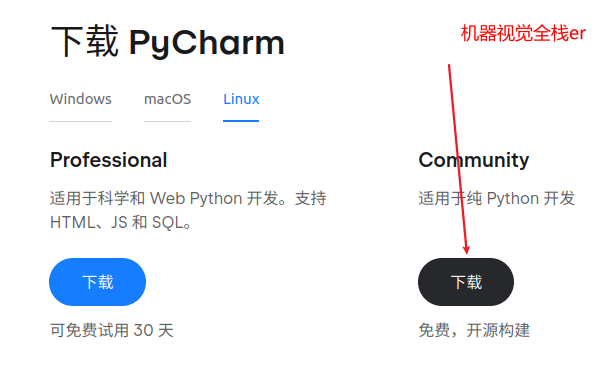 下载 PyCharm
机器视觉全栈er
Windows
macOS
Linux
Professional
适用于科学和 Web Python 开发。支持
HTML、JS 和 SQL。
下载
可免费试用 30 天
Community
适用于纯 Python 开发
下载
免费，开源构建